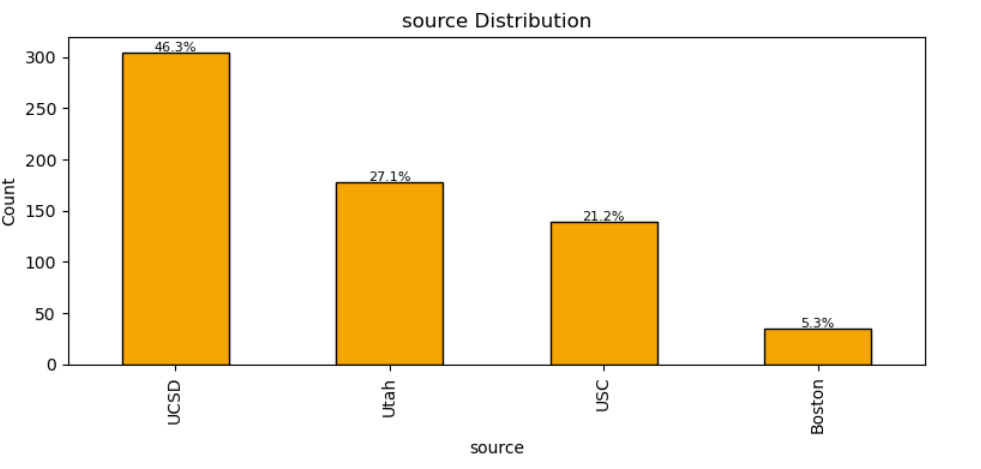 source Distribution
Count
300
250
200
150
100
50
0
46.3%
27.1%
21.2%
5.3%
UCSD
Utah
USC
Boston
source